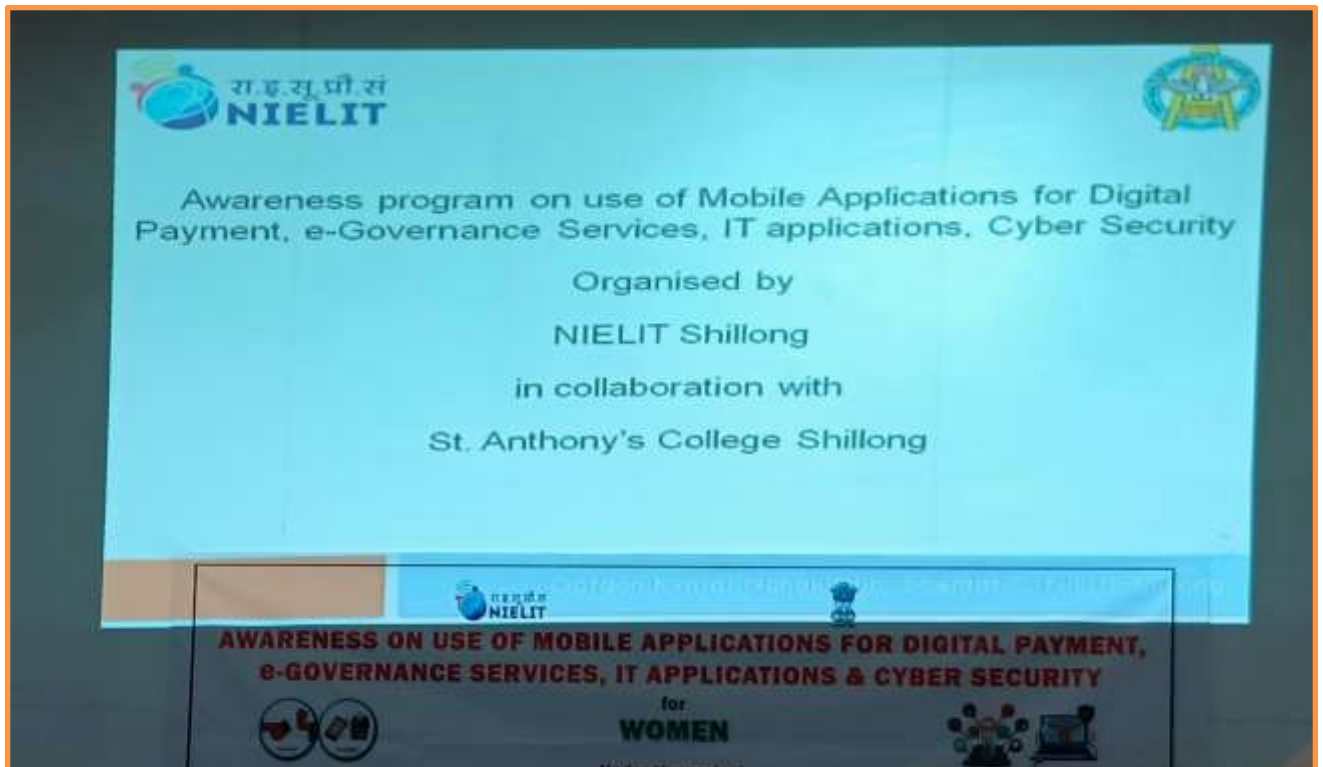 रा.इ.सू.प्रौ.सं
NIELIT
Awareness program on use of Mobile Applications for Digital
Payment, e-Governance Services, IT applications, Cyber Security
Organised by
NIELIT Shillong
in collaboration with
St. Anthony's College Shillong
रा.इ.सू.प्रौ.सं
NIELIT
AWARENESS ON USE OF MOBILE APPLICATIONS FOR DIGITAL PAYMENT,
e-GOVERNANCE SERVICES, IT APPLICATIONS & CYBER SECURITY
for
WOMEN